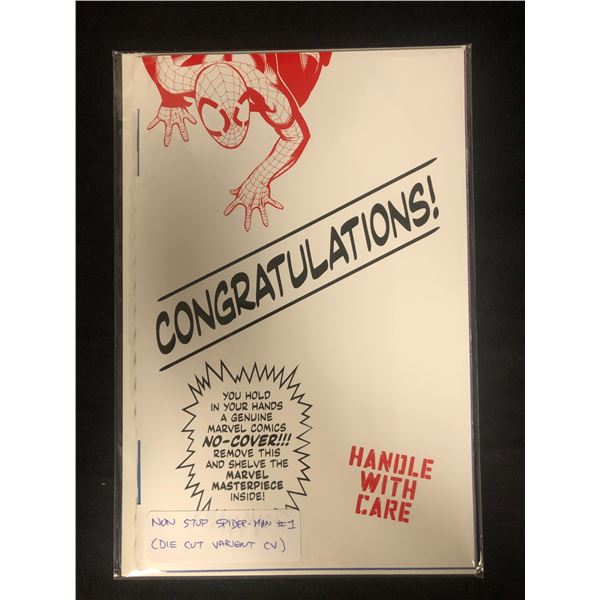 CONGRATULATIONS!
YOU HOLD
IN YOUR HANDS
A GENUINE
MARVEL COMICS
NO-COVER!!!
REMOVE THIS
AND SHELVE THE
MARVEL
MASTERPIECE
INSIDE!
HANDLE
WITH
CARE
NON STOP SPIDER-MAN #1
(DIE CUT VARIENT CV)